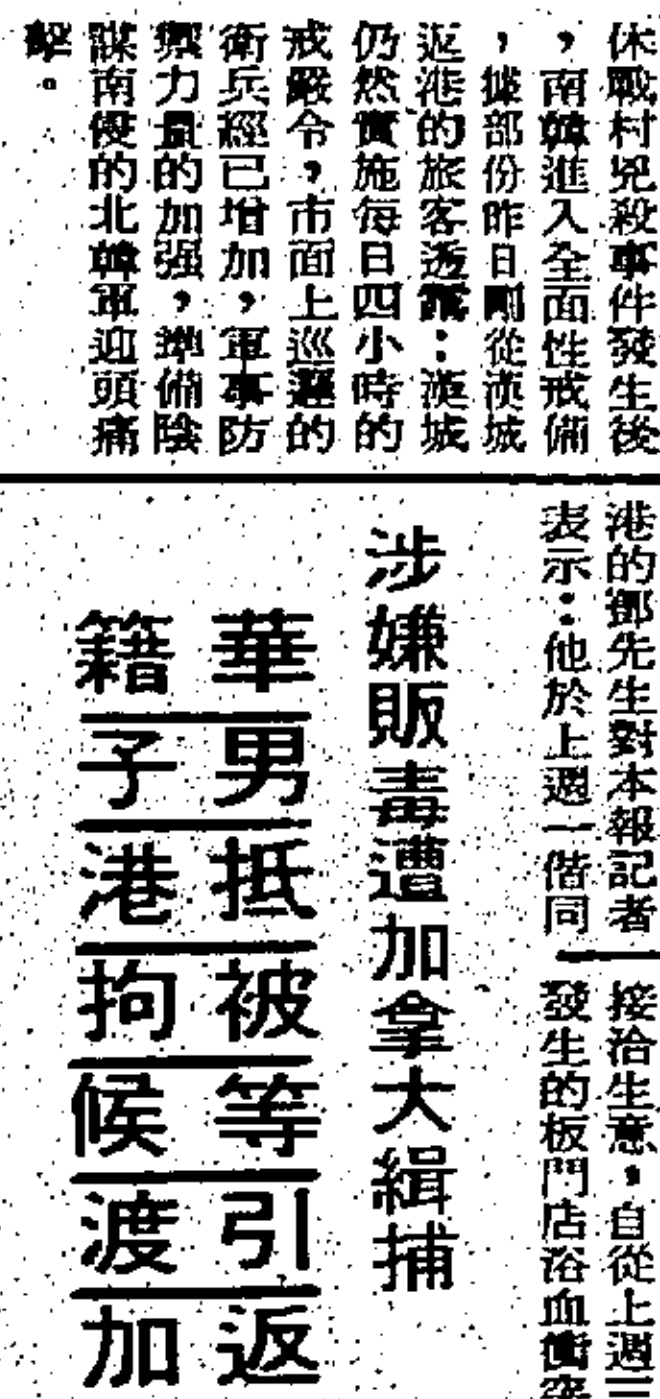 休戰村兇殺事件發生後
，南韓進入全面性戒備
，據部份昨日剛從漢城
返港的旅客透露：漢城
仍然實施每日四小時的
戒嚴令，市面上巡邏的
衛兵經已增加，軍事防
禦力量的加强，準備陰
謀南侵的北韓軍迎頭痛
擊。
港的鄧先生對本報記者
表示：他於上週一偕同
接洽生意，自從上週三
發生的板門店浴血衝突
涉嫌販毒遭加拿大緝捕
華籍
男子
抵港
被拘
等候
引渡
返加